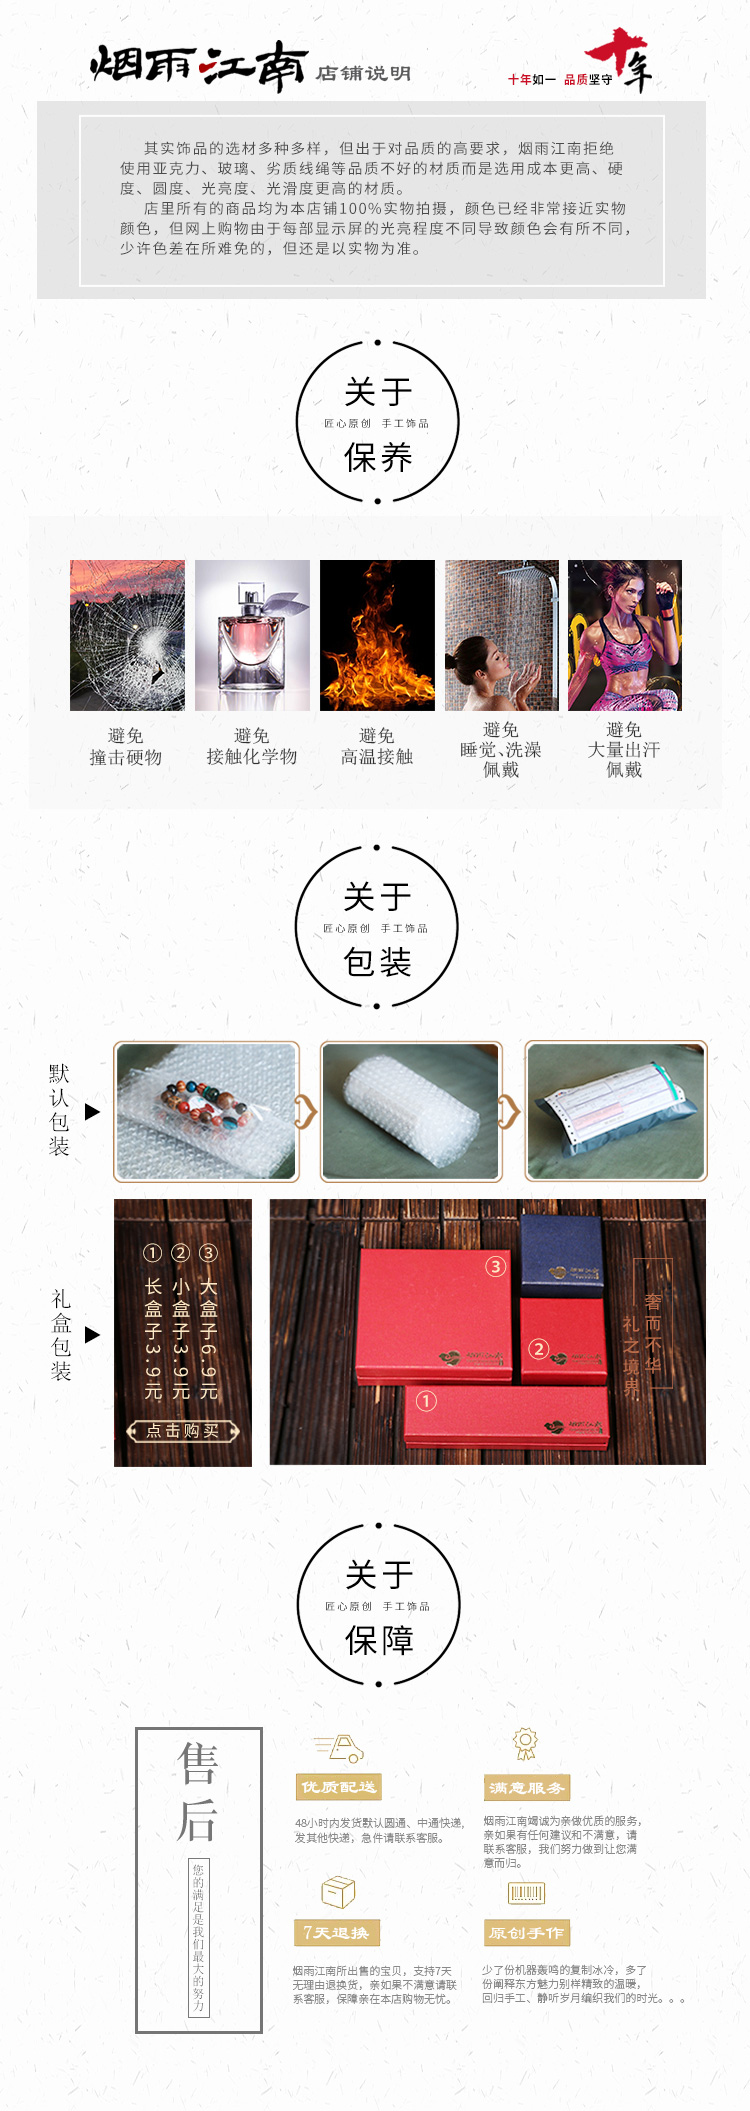 烟雨江南 店铺说明
十年如一 品质坚守
十年
其实饰品的选材多种多样，但出于对品质的高要求，烟雨江南拒绝
使用亚克力、玻璃、劣质线绳等品质不好的材质而是选用成本更高、硬
度、圆度、光亮度、光滑度更高的材质。
店里所有的商品均为本店铺100%实物拍摄，颜色已经非常接近实物
颜色，但网上购物由于每部显示屏的光亮程度不同导致颜色会有所不同，
少许色差在所难免的，但还是以实物为准。
关于
匠心原创 手工饰品
保养
避免
撞击硬物
避免
接触化学物
避免
高温接触
避免
睡觉、洗澡
佩戴
避免
大量出汗
佩戴
关于
匠心原创 手工饰品
包装
默认包装
礼盒包装
①长盒子3.9元
②小盒子3.9元
③大盒子6.9元
点击购买
③
②
①
奢而不华
礼之境界
关于
匠心原创 手工饰品
保障
售后
您的满足是我们最大的努力
优质配送
48小时内发货默认圆通、中通快递,
发其他快递，急件请联系客服。
满意服务
烟雨江南竭诚为亲做优质的服务，
亲如果有任何建议和不满意，请
联系客服，我们努力做到让您满
意而归。
7天退换
烟雨江南所出售的宝贝，支持7天
无理由退换货，亲如果不满意请联
系客服，保障亲在本店购物无忧。
原创手作
少了份机器轰鸣的复制冰冷，多了
份阐释东方魅力别样精致的温暖，
回归手工、静听岁月编织我们的时光。。。